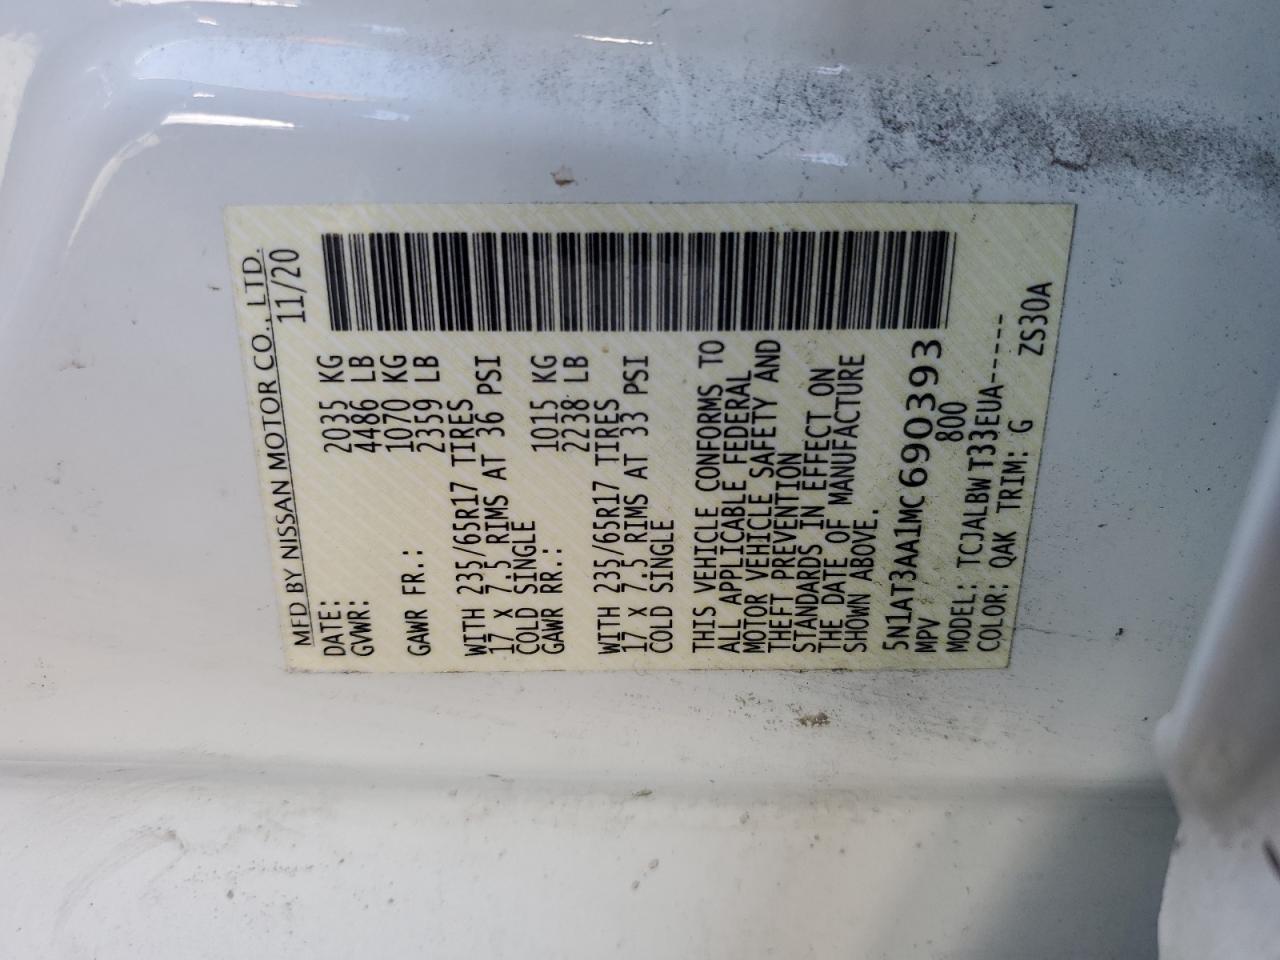 MFD BY NISSAN MOTOR CO., LTD.
DATE: 11/20
GVWR: 2035 KG
4486 LB
GAWR FR.: 1070 KG
2359 LB
WITH 235/65R17 TIRES
17 X 7.5 RIMS AT 36 PSI
COLD SINGLE
GAWR RR.: 1015 KG
2238 LB
WITH 235/65R17 TIRES
17 X 7.5 RIMS AT 33 PSI
COLD SINGLE
THIS VEHICLE CONFORMS TO
ALL APPLICABLE FEDERAL
MOTOR VEHICLE SAFETY AND
THEFT PREVENTION
STANDARDS IN EFFECT ON
THE DATE OF MANUFACTURE
SHOWN ABOVE.
5N1AT3AA1MC690393
MPV 800
MODEL: TCJALBWT33EUA-----
COLOR: QAK TRIM: G ZS30A